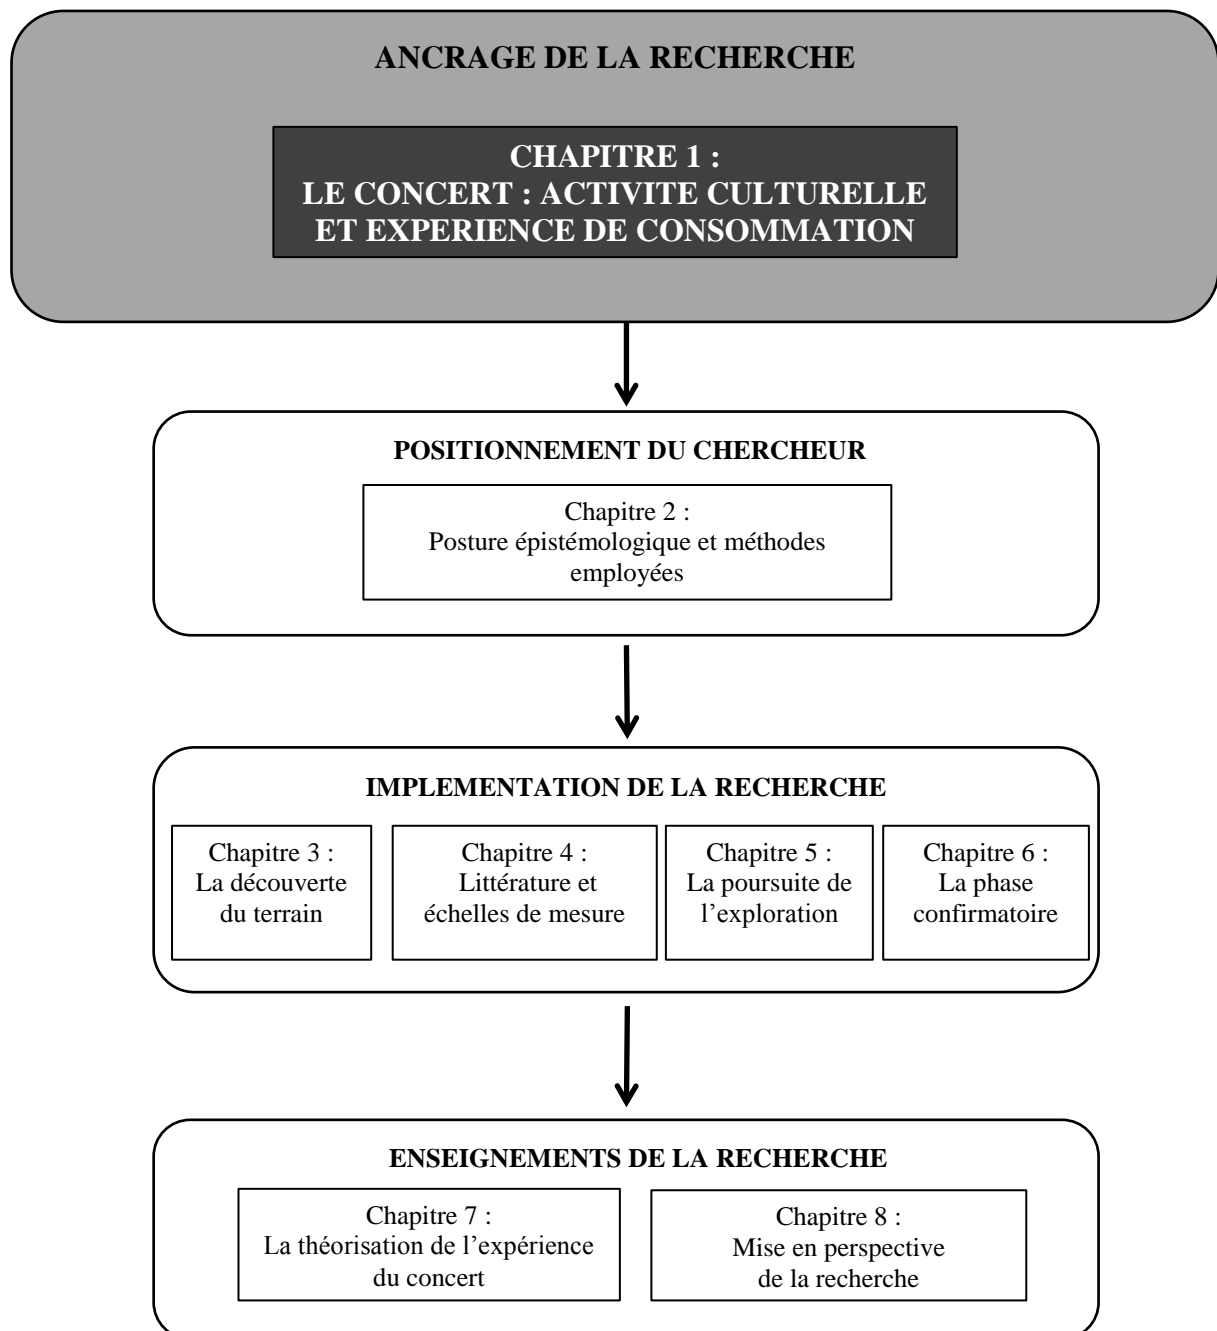 ANCRAGE DE LA RECHERCHE
CHAPITRE 1 :
LE CONCERT : ACTIVITE CULTURELLE
ET EXPERIENCE DE CONSOMMATION
POSITIONNEMENT DU CHERCHEUR
Chapitre 2 :
Posture épistémologique et méthodes
employées
IMPLEMENTATION DE LA RECHERCHE
Chapitre 3 :
La découverte
du terrain
Chapitre 4 :
Littérature et
échelles de mesure
Chapitre 5 :
La poursuite de
l’exploration
Chapitre 6 :
La phase
confirmatoire
ENSEIGNEMENTS DE LA RECHERCHE
Chapitre 7 :
La théorisation de l’expérience
du concert
Chapitre 8 :
Mise en perspective
de la recherche